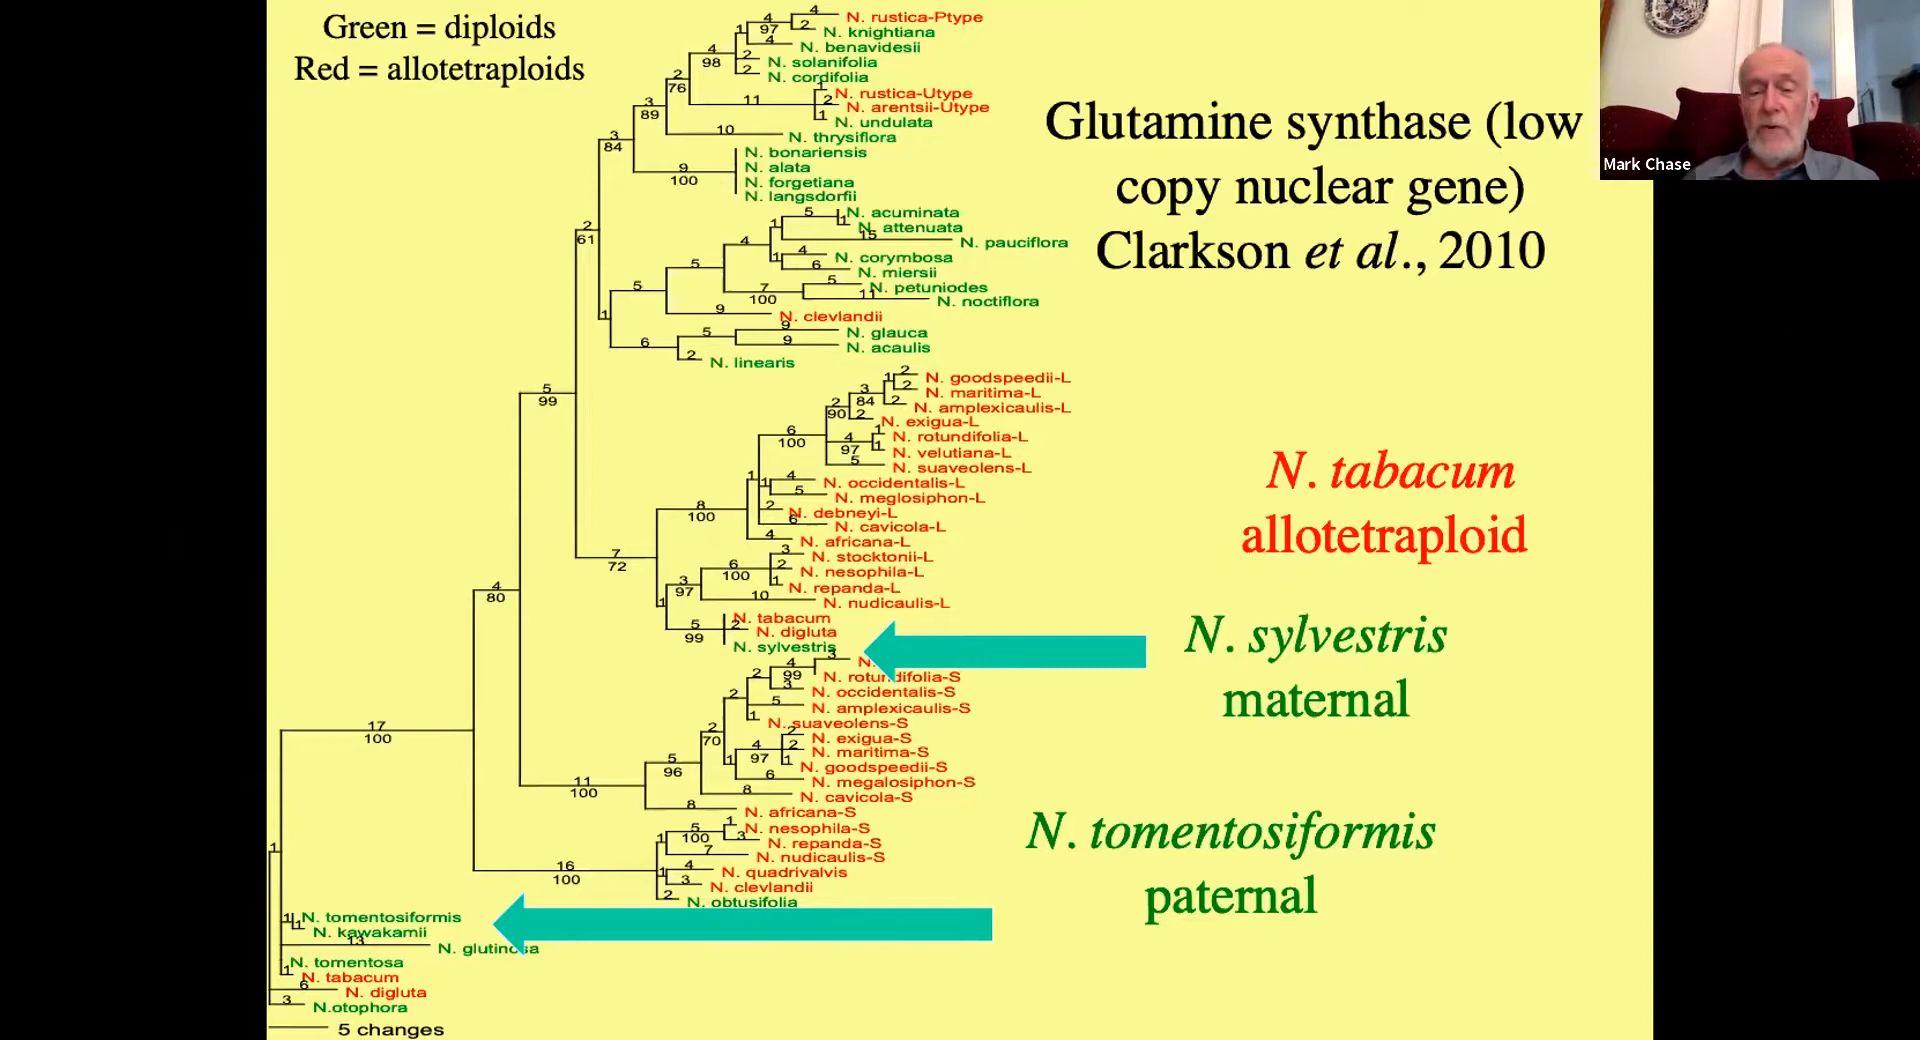 Green = diploids
Red = allotetraploids
Glutamine synthase (low
copy nuclear gene)
Clarkson et al., 2010
Mark Chase
N. rustica-Ptype
N. knightiana
N. benavidesii
N. solanifolia
N. cordifolia
N. rustica-Utype
N. arentsii-Utype
N. undulata
N. thrysiflora
N. bonariensis
N. alata
N. forgetiana
N. langsdorfii
N. acuminata
N. attenuata
N. pauciflora
N. corymbosa
N. miersii
N. petuniodes
N. noctiflora
N. clevlandii
N. glauca
N. acaulis
N. linearis
N. goodspeedii-L
N. maritima-L
N. amplexicaulis-L
N. exigua-L
N. rotundifolia-L
N. velutiana-L
N. suaveolens-L
N. occidentalis-L
N. meglosiphon-L
N. debneyi-L
N. cavicola-L
N. africana-L
N. stocktonii-L
N. nesophila-L
N. repanda-L
N. nudicaulis-L
N. tabacum
N. digluta
N. sylvestris
N.
N. rotundifolia-S
N. occidentalis-S
N. amplexicaulis-S
N. suaveolens-S
N. exigua-S
N. maritima-S
N. goodspeedii-S
N. megalosiphon-S
N. cavicola-S
N. africana-S
N. nesophila-S
N. repanda-S
N. nudicaulis-S
N. quadrivalvis
N. clevlandii
N. obtusifolia
N. tomentosiformis
N. kawakamii
N. glutinosa
N. tomentosa
N. tabacum
N. digluta
N.otophora
5 changes
N. tabacum
allotetraploid
N. sylvestris
maternal
N. tomentosiformis
paternal